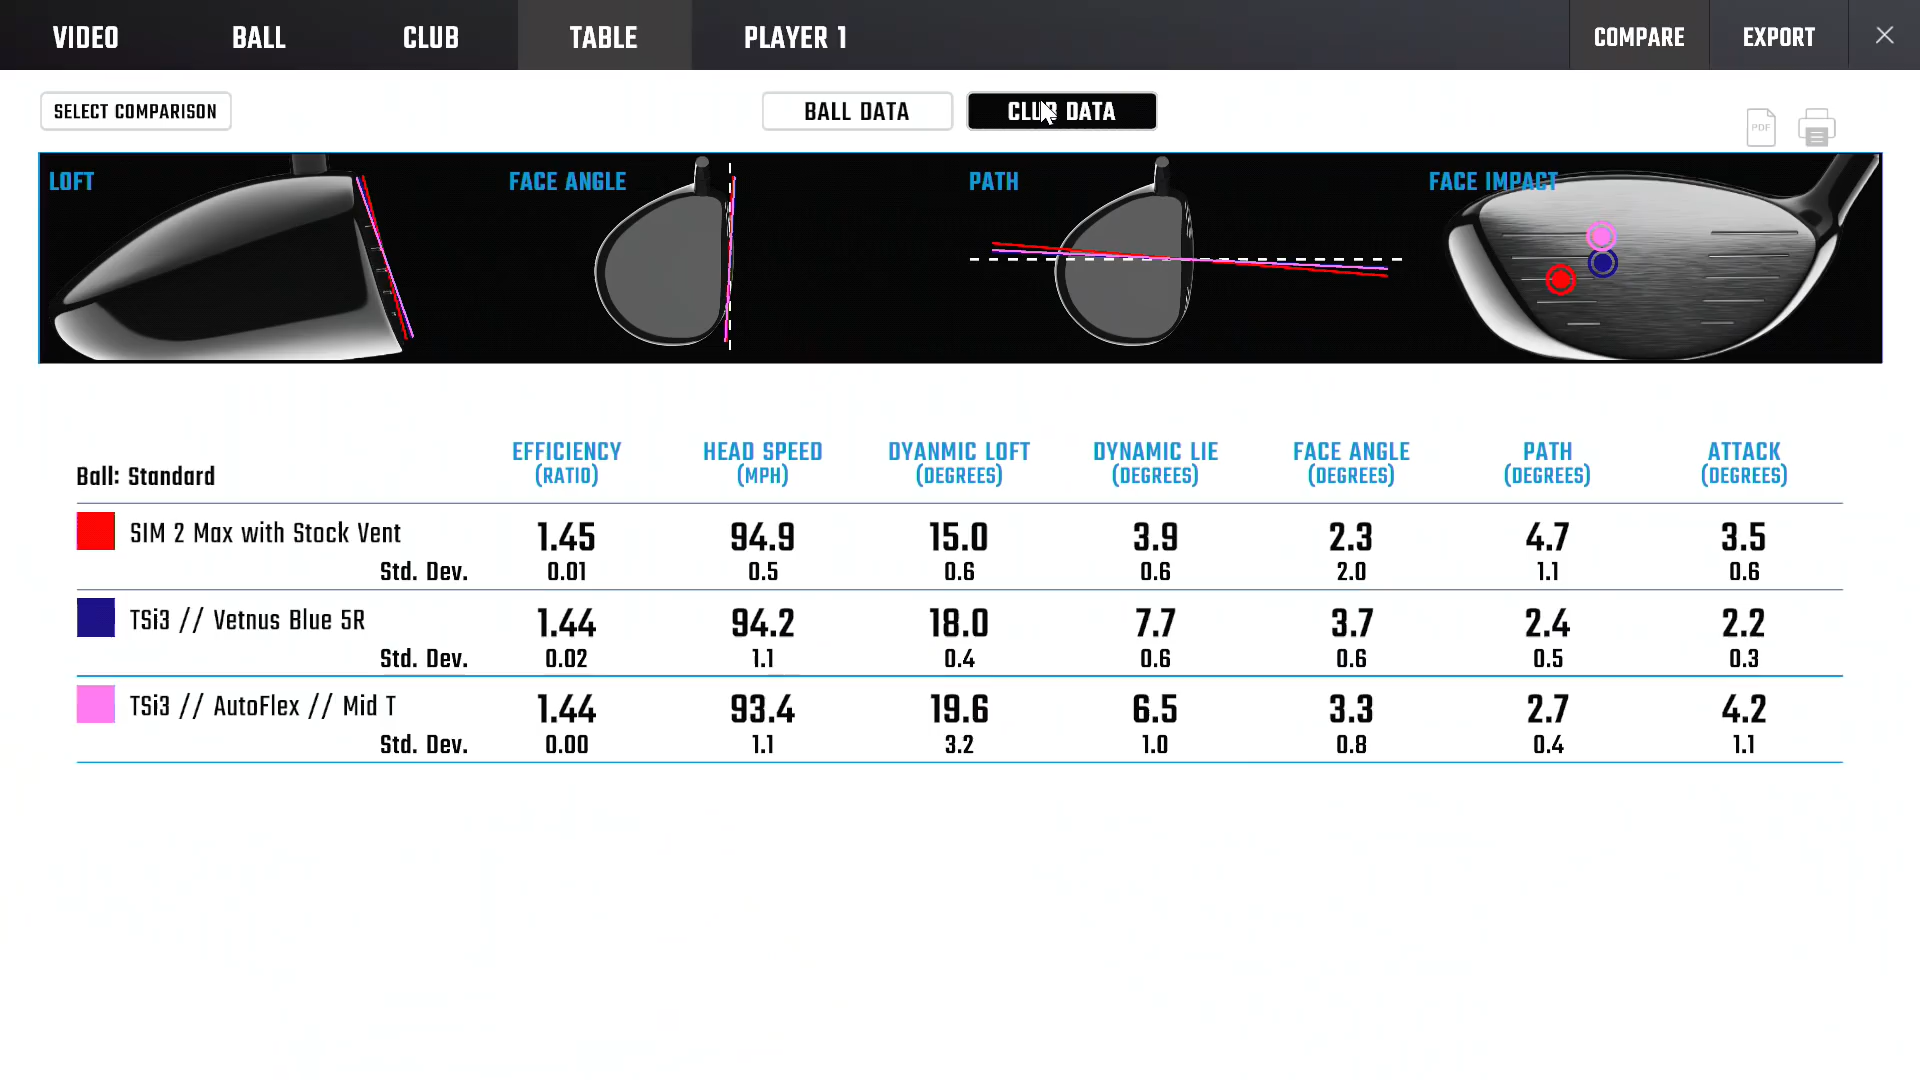 VIDEO BALL CLUB TABLE PLAYER 1 COMPARE EXPORT
SELECT COMPARISON BALL DATA CLUB DATA PDF
LOFT FACE ANGLE PATH FACE IMPACT
EFFICIENCY HEAD SPEED DYANMIC LOFT DYNAMIC LIE FACE ANGLE PATH ATTACK
Ball: Standard (RATIO) (MPH) (DEGREES) (DEGREES) (DEGREES) (DEGREES) (DEGREES)
SIM 2 Max with Stock Vent 1.45 94.9 15.0 3.9 2.3 4.7 3.5
Std. Dev. 0.01 0.5 0.6 0.6 2.0 1.1 0.6
TSi3 // Vetnus Blue 5R 1.44 94.2 18.0 7.7 3.7 2.4 2.2
Std. Dev. 0.02 1.1 0.4 0.6 0.6 0.5 0.3
TSi3 // AutoFlex // Mid T 1.44 93.4 19.6 6.5 3.3 2.7 4.2
Std. Dev. 0.00 1.1 3.2 1.0 0.8 0.4 1.1